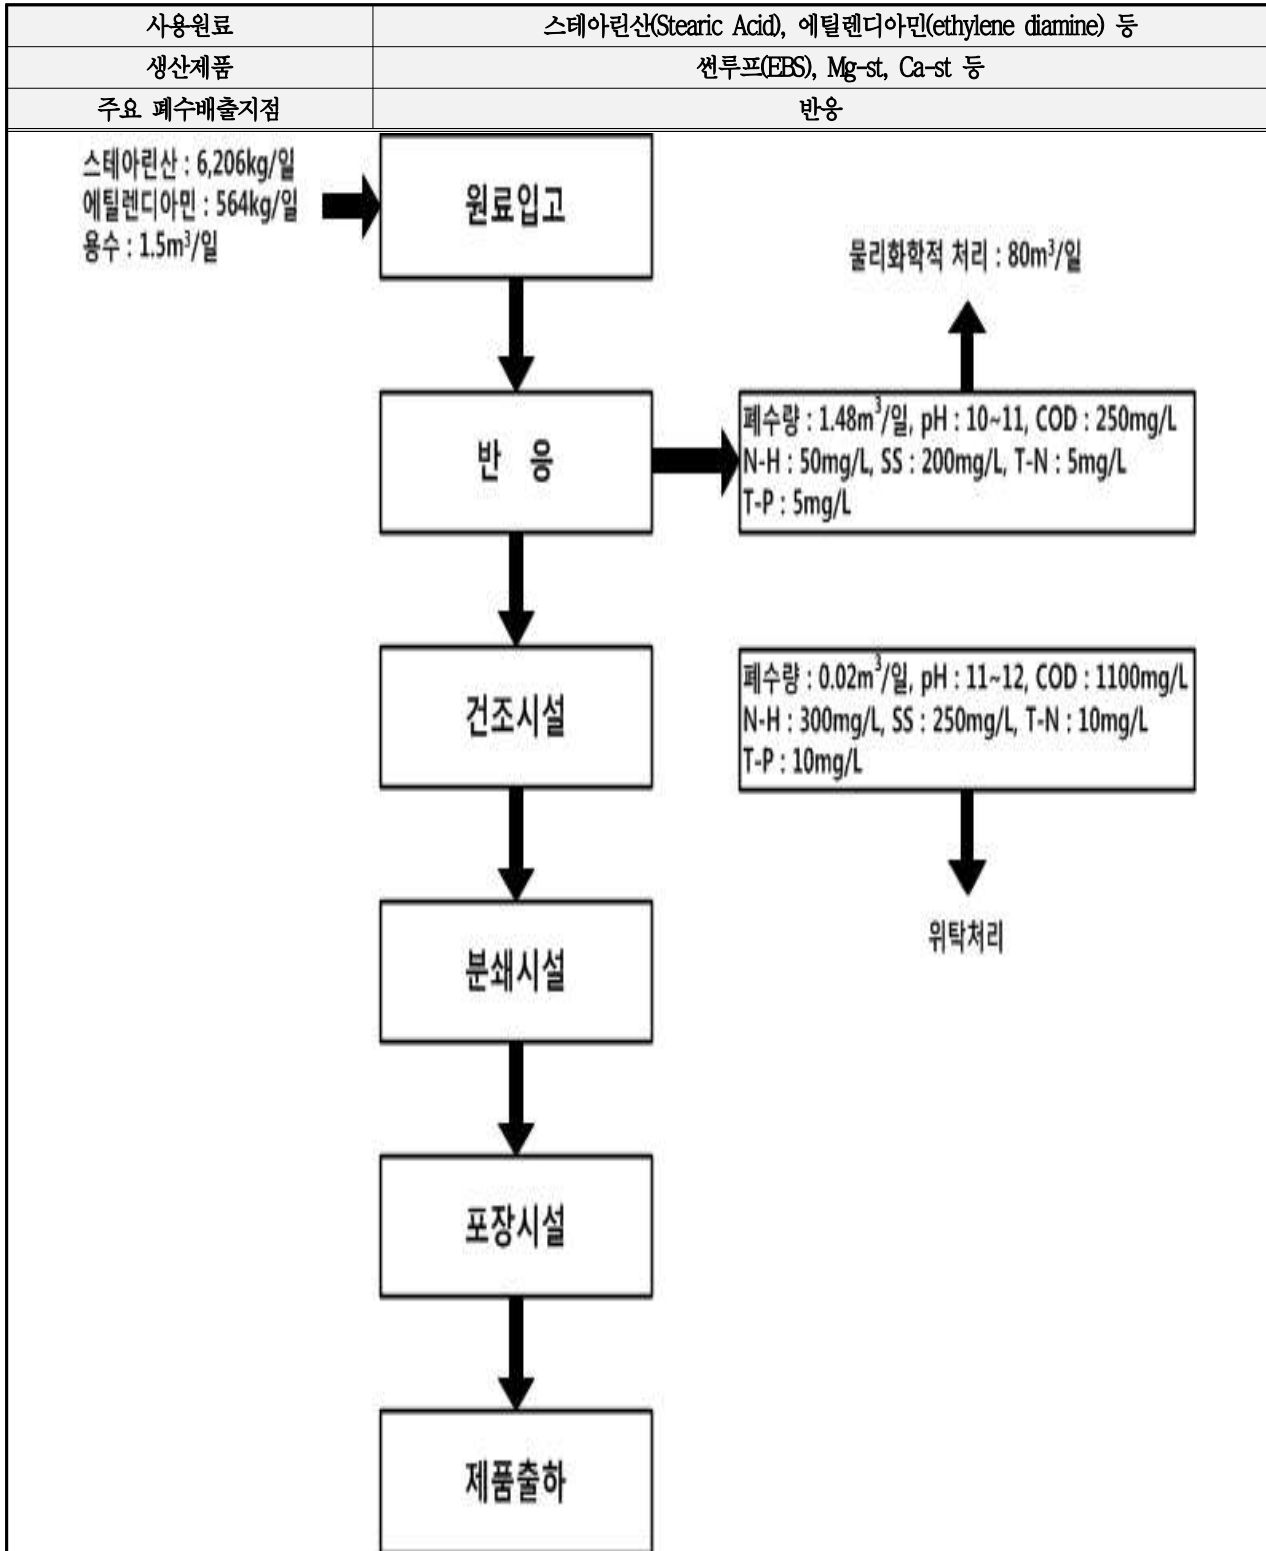 사용원료 스테아린산(Stearic Acid), 에틸렌디아민(ethylene diamine) 등
생산제품 썬루프(EBS), Mg-st, Ca-st 등
주요 폐수배출지점 반응
스테아린산 : 6,206kg/일
에틸렌디아민 : 564kg/일
용수 : 1.5m³/일
원료입고
물리화학적 처리 : 80m³/일
반 응
폐수량 : 1.48m³/일, pH : 10~11, COD : 250mg/L
N-H : 50mg/L, SS : 200mg/L, T-N : 5mg/L
T-P : 5mg/L
건조시설
폐수량 : 0.02m³/일, pH : 11~12, COD : 1100mg/L
N-H : 300mg/L, SS : 250mg/L, T-N : 10mg/L
T-P : 10mg/L
분쇄시설
위탁처리
포장시설
제품출하